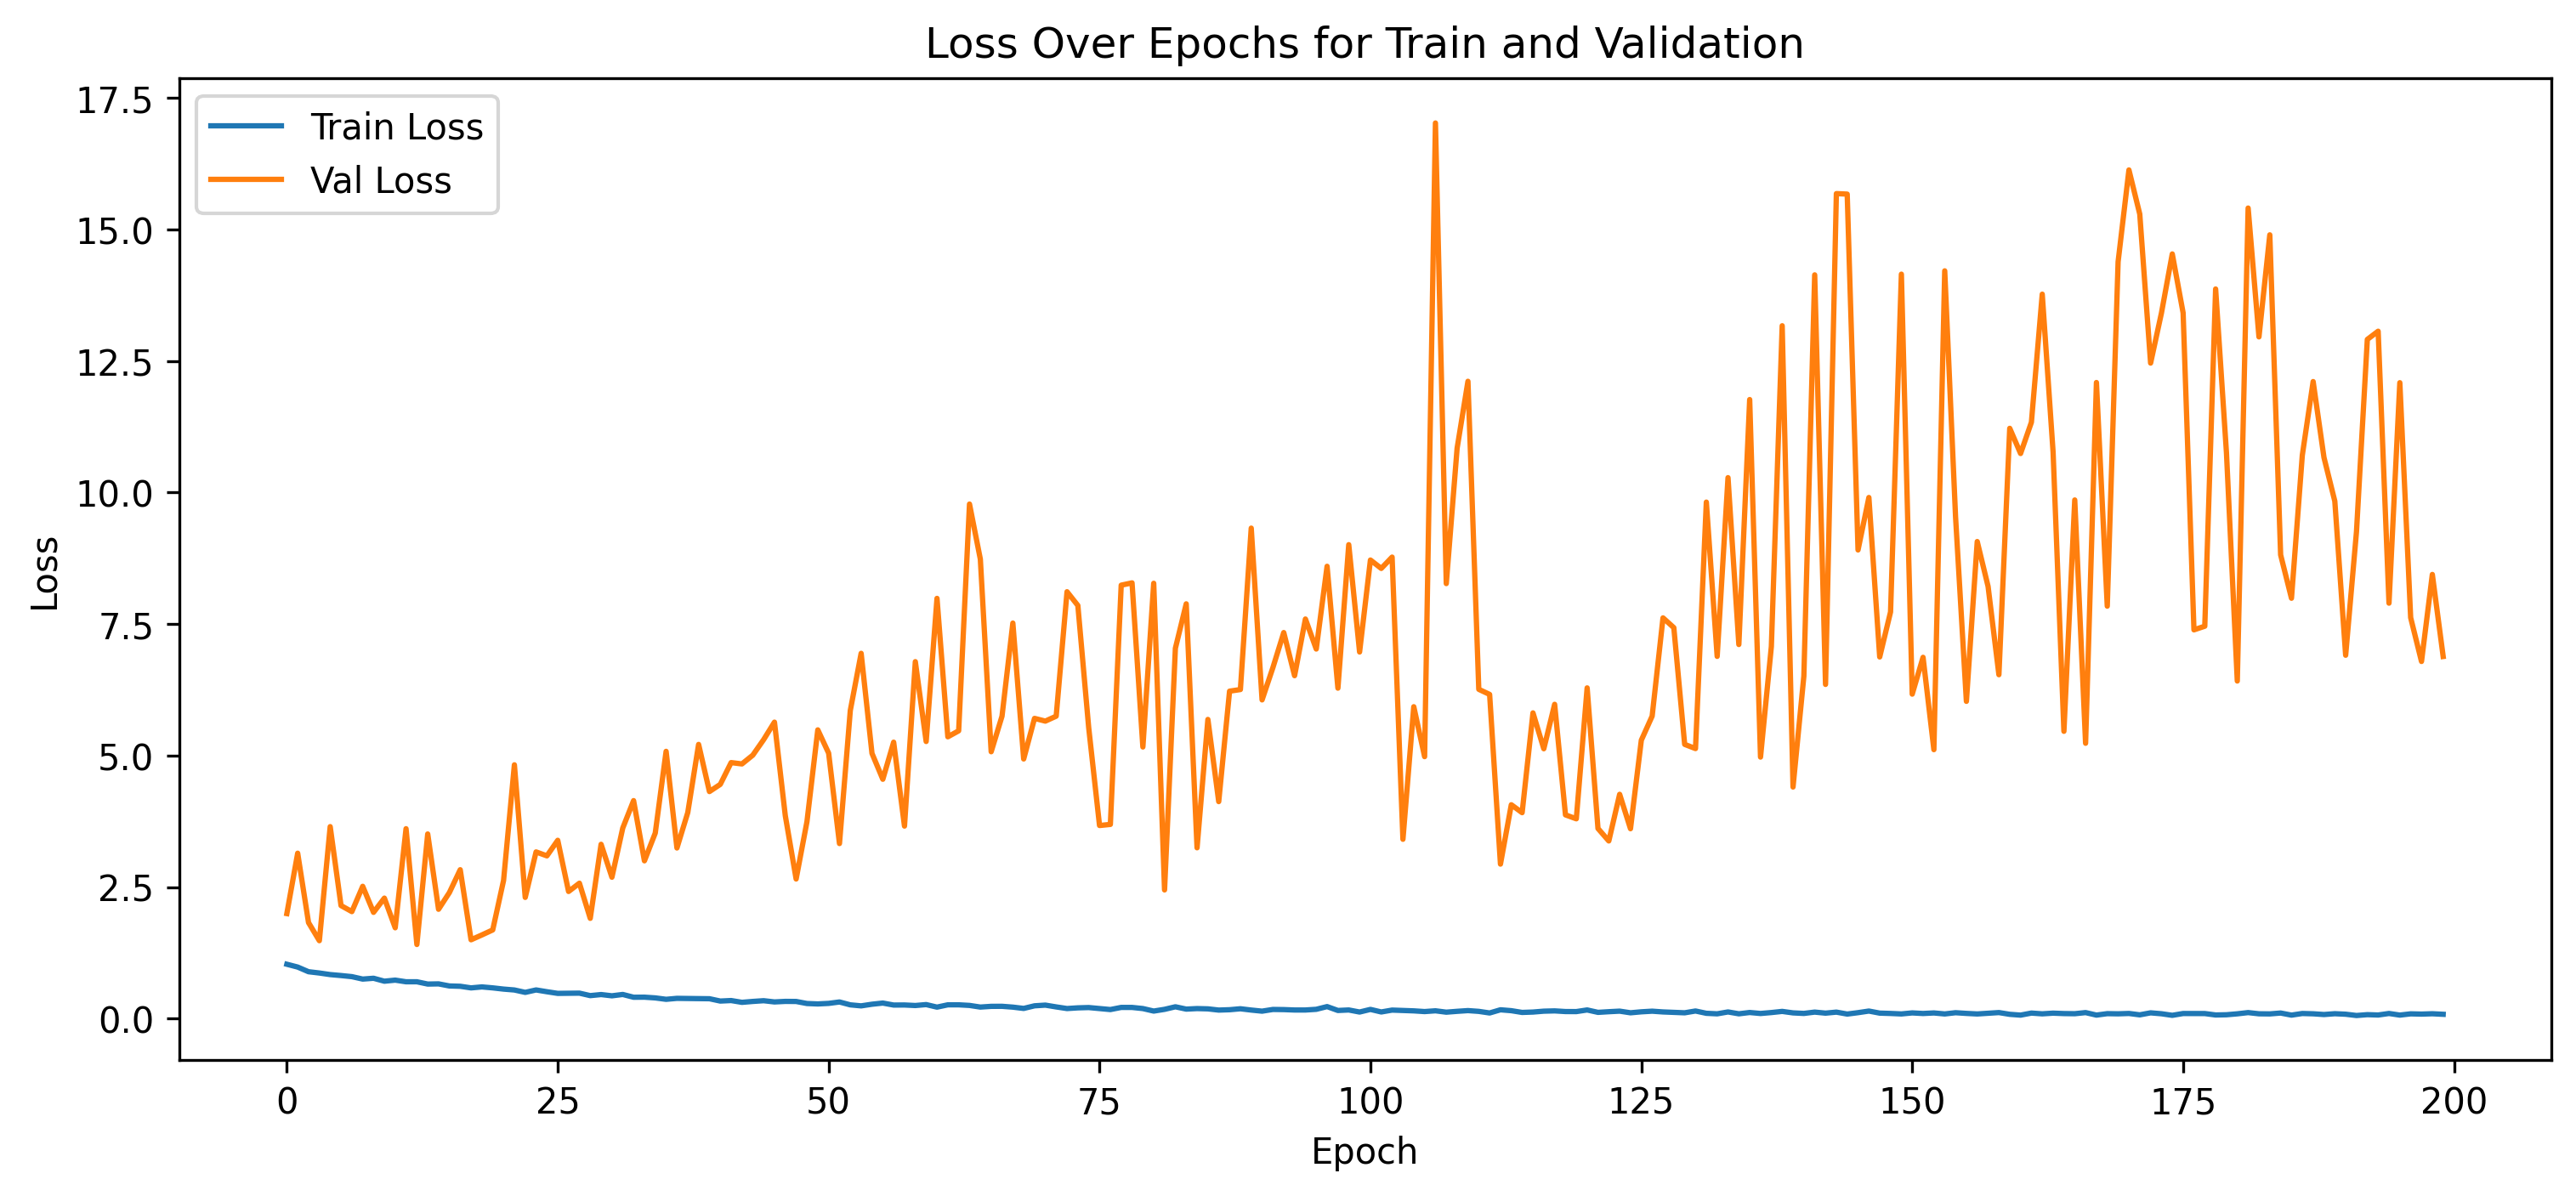 Loss Over Epochs for Train and Validation
Train Loss
Val Loss
17.5
15.0
12.5
10.0
7.5
5.0
2.5
0.0
Loss
0 25 50 75 100 125 150 175 200
Epoch